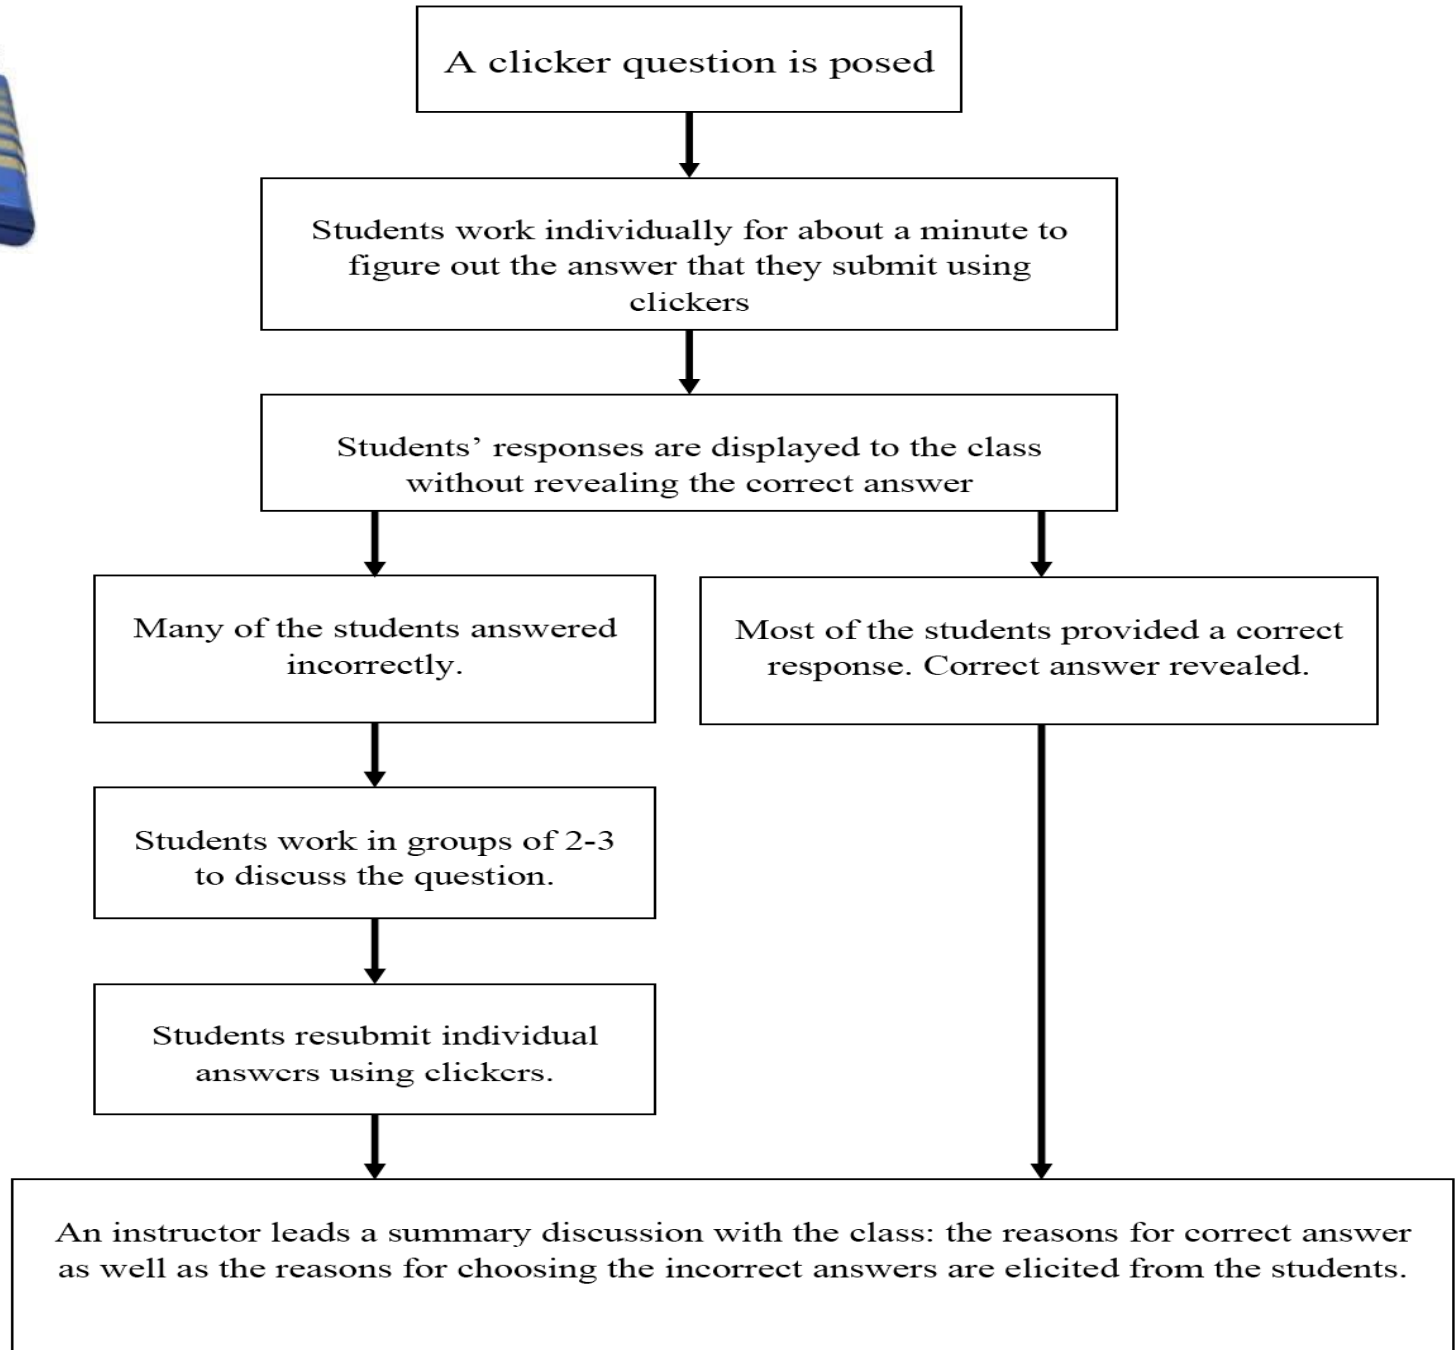 A clicker question is posed
Students work individually for about a minute to
figure out the answer that they submit using
clickers
Students’ responses are displayed to the class
without revealing the correct answer
Many of the students answered
incorrectly.
Most of the students provided a correct
response. Correct answer revealed.
Students work in groups of 2-3
to discuss the question.
Students resubmit individual
answers using clickers.
An instructor leads a summary discussion with the class: the reasons for correct answer
as well as the reasons for choosing the incorrect answers are elicited from the students.